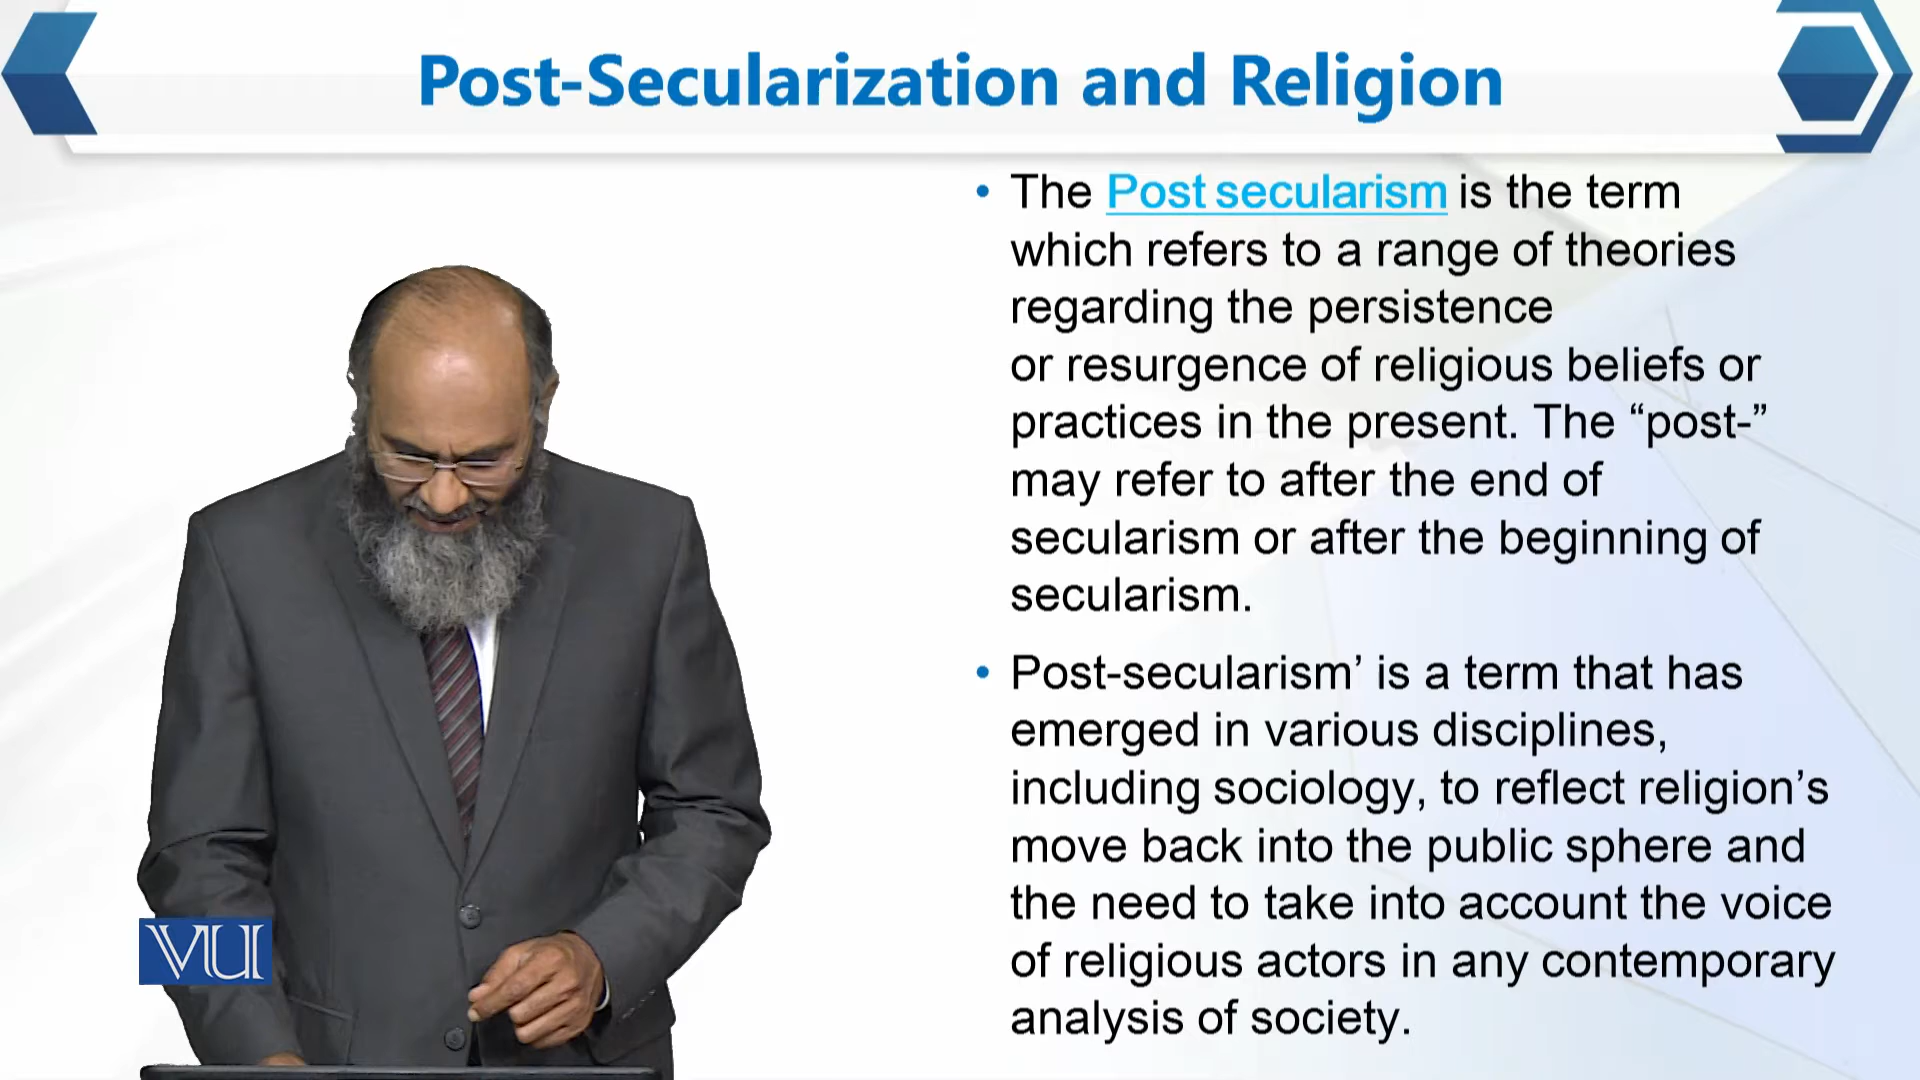 Post-Secularization and Religion
• The Post secularism is the term
which refers to a range of theories
regarding the persistence
or resurgence of religious beliefs or
practices in the present. The “post-”
may refer to after the end of
secularism or after the beginning of
secularism.
• Post-secularism’ is a term that has
emerged in various disciplines,
including sociology, to reflect religion’s
move back into the public sphere and
the need to take into account the voice
of religious actors in any contemporary
analysis of society.
VU